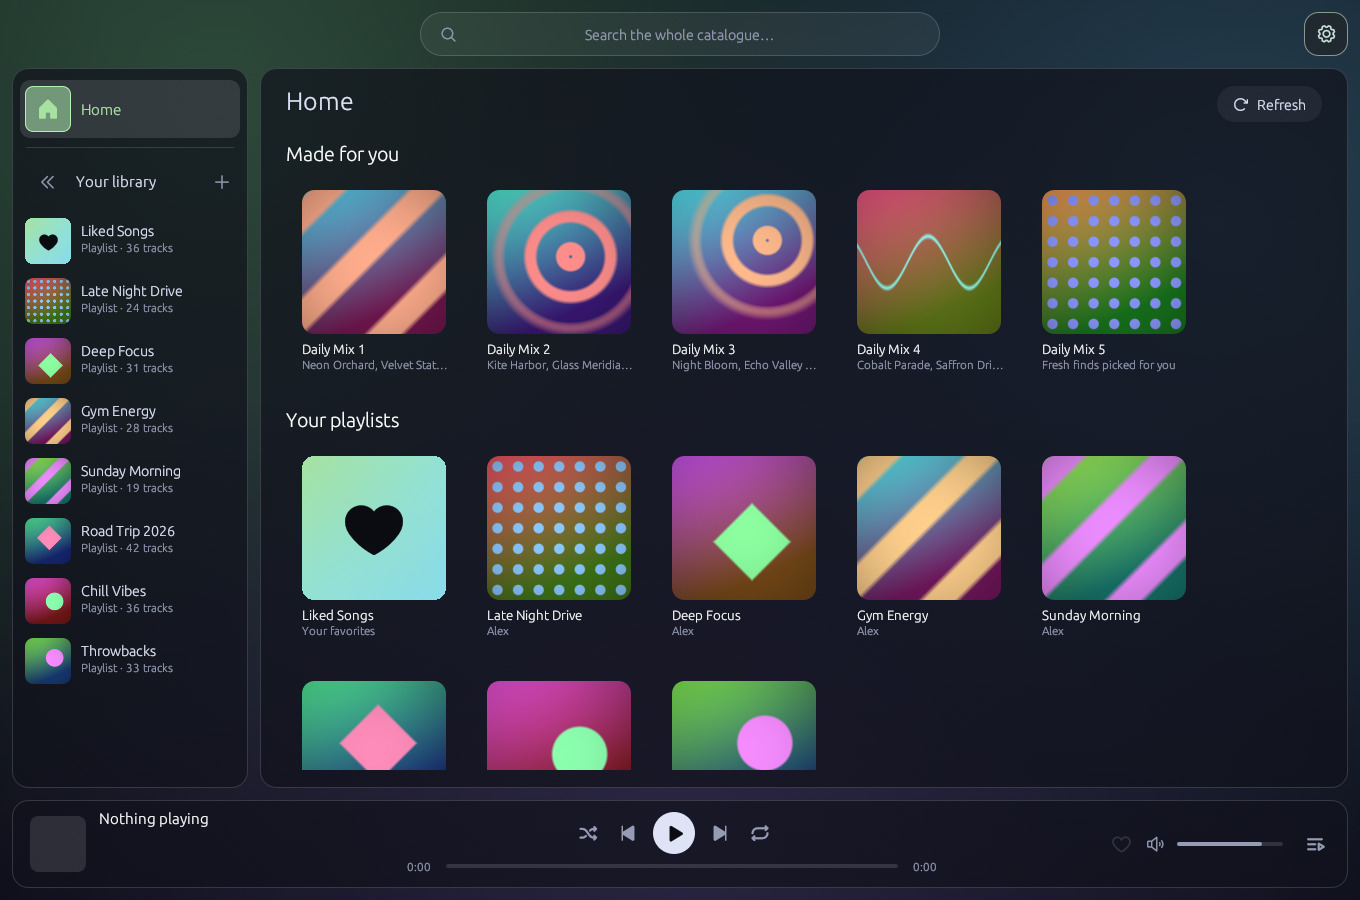 Search the whole catalogue...
Home
Your library
Liked Songs
Playlist · 36 tracks
Late Night Drive
Playlist · 24 tracks
Deep Focus
Playlist · 31 tracks
Gym Energy
Playlist · 28 tracks
Sunday Morning
Playlist · 19 tracks
Road Trip 2026
Playlist · 42 tracks
Chill Vibes
Playlist · 36 tracks
Throwbacks
Playlist · 33 tracks
Home
Refresh
Made for you
Daily Mix 1
Neon Orchard, Velvet Stat...
Daily Mix 2
Kite Harbor, Glass Meridia...
Daily Mix 3
Night Bloom, Echo Valley ...
Daily Mix 4
Cobalt Parade, Saffron Dri...
Daily Mix 5
Fresh finds picked for you
Your playlists
Liked Songs
Your favorites
Late Night Drive
Alex
Deep Focus
Alex
Gym Energy
Alex
Sunday Morning
Alex
Nothing playing
0:00
0:00